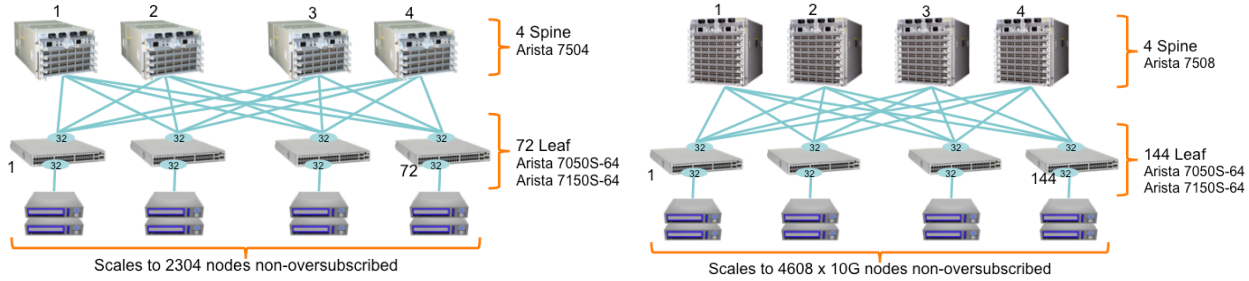 1 2 3 4
4 Spine
Arista 7504
32 32 32 32
1
72
32 32 32 32
72 Leaf
Arista 7050S-64
Arista 7150S-64
Scales to 2304 nodes non-oversubscribed
1 2 3 4
4 Spine
Arista 7508
32 32 32 32
1
144
32 32 32 32
144 Leaf
Arista 7050S-64
Arista 7150S-64
Scales to 4608 x 10G nodes non-oversubscribed